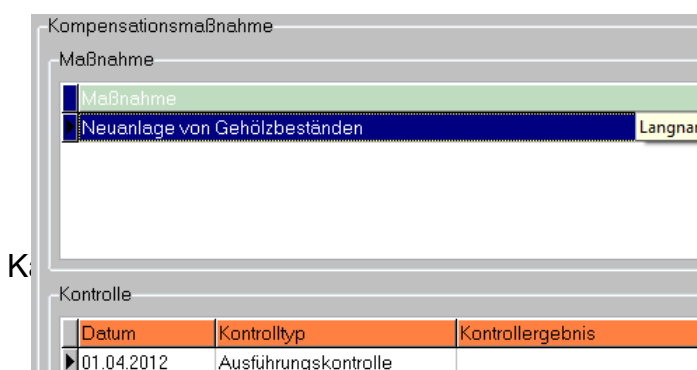 Kompensationsmaßnahme
Maßnahme
Maßnahme
Neuanlage von Gehölzbeständen
Kontrolle
Datum Kontrolltyp Kontrollergebnis
01.04.2012 Ausführungskontrolle